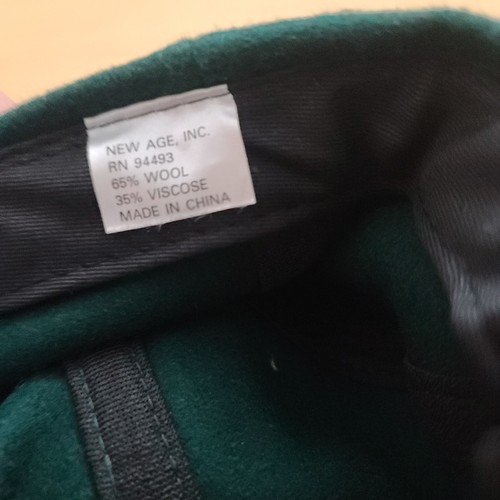 NEW AGE, INC.
RN 94493
65% WOOL
35% VISCOSE
MADE IN CHINA